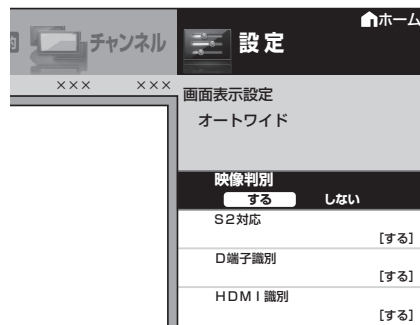 ホーム
チャンネル
設定
××× ×××
画面表示設定
オートワイド
映像判別
する しない
S2対応
[する]
D端子識別
[する]
HDMI識別
[する]